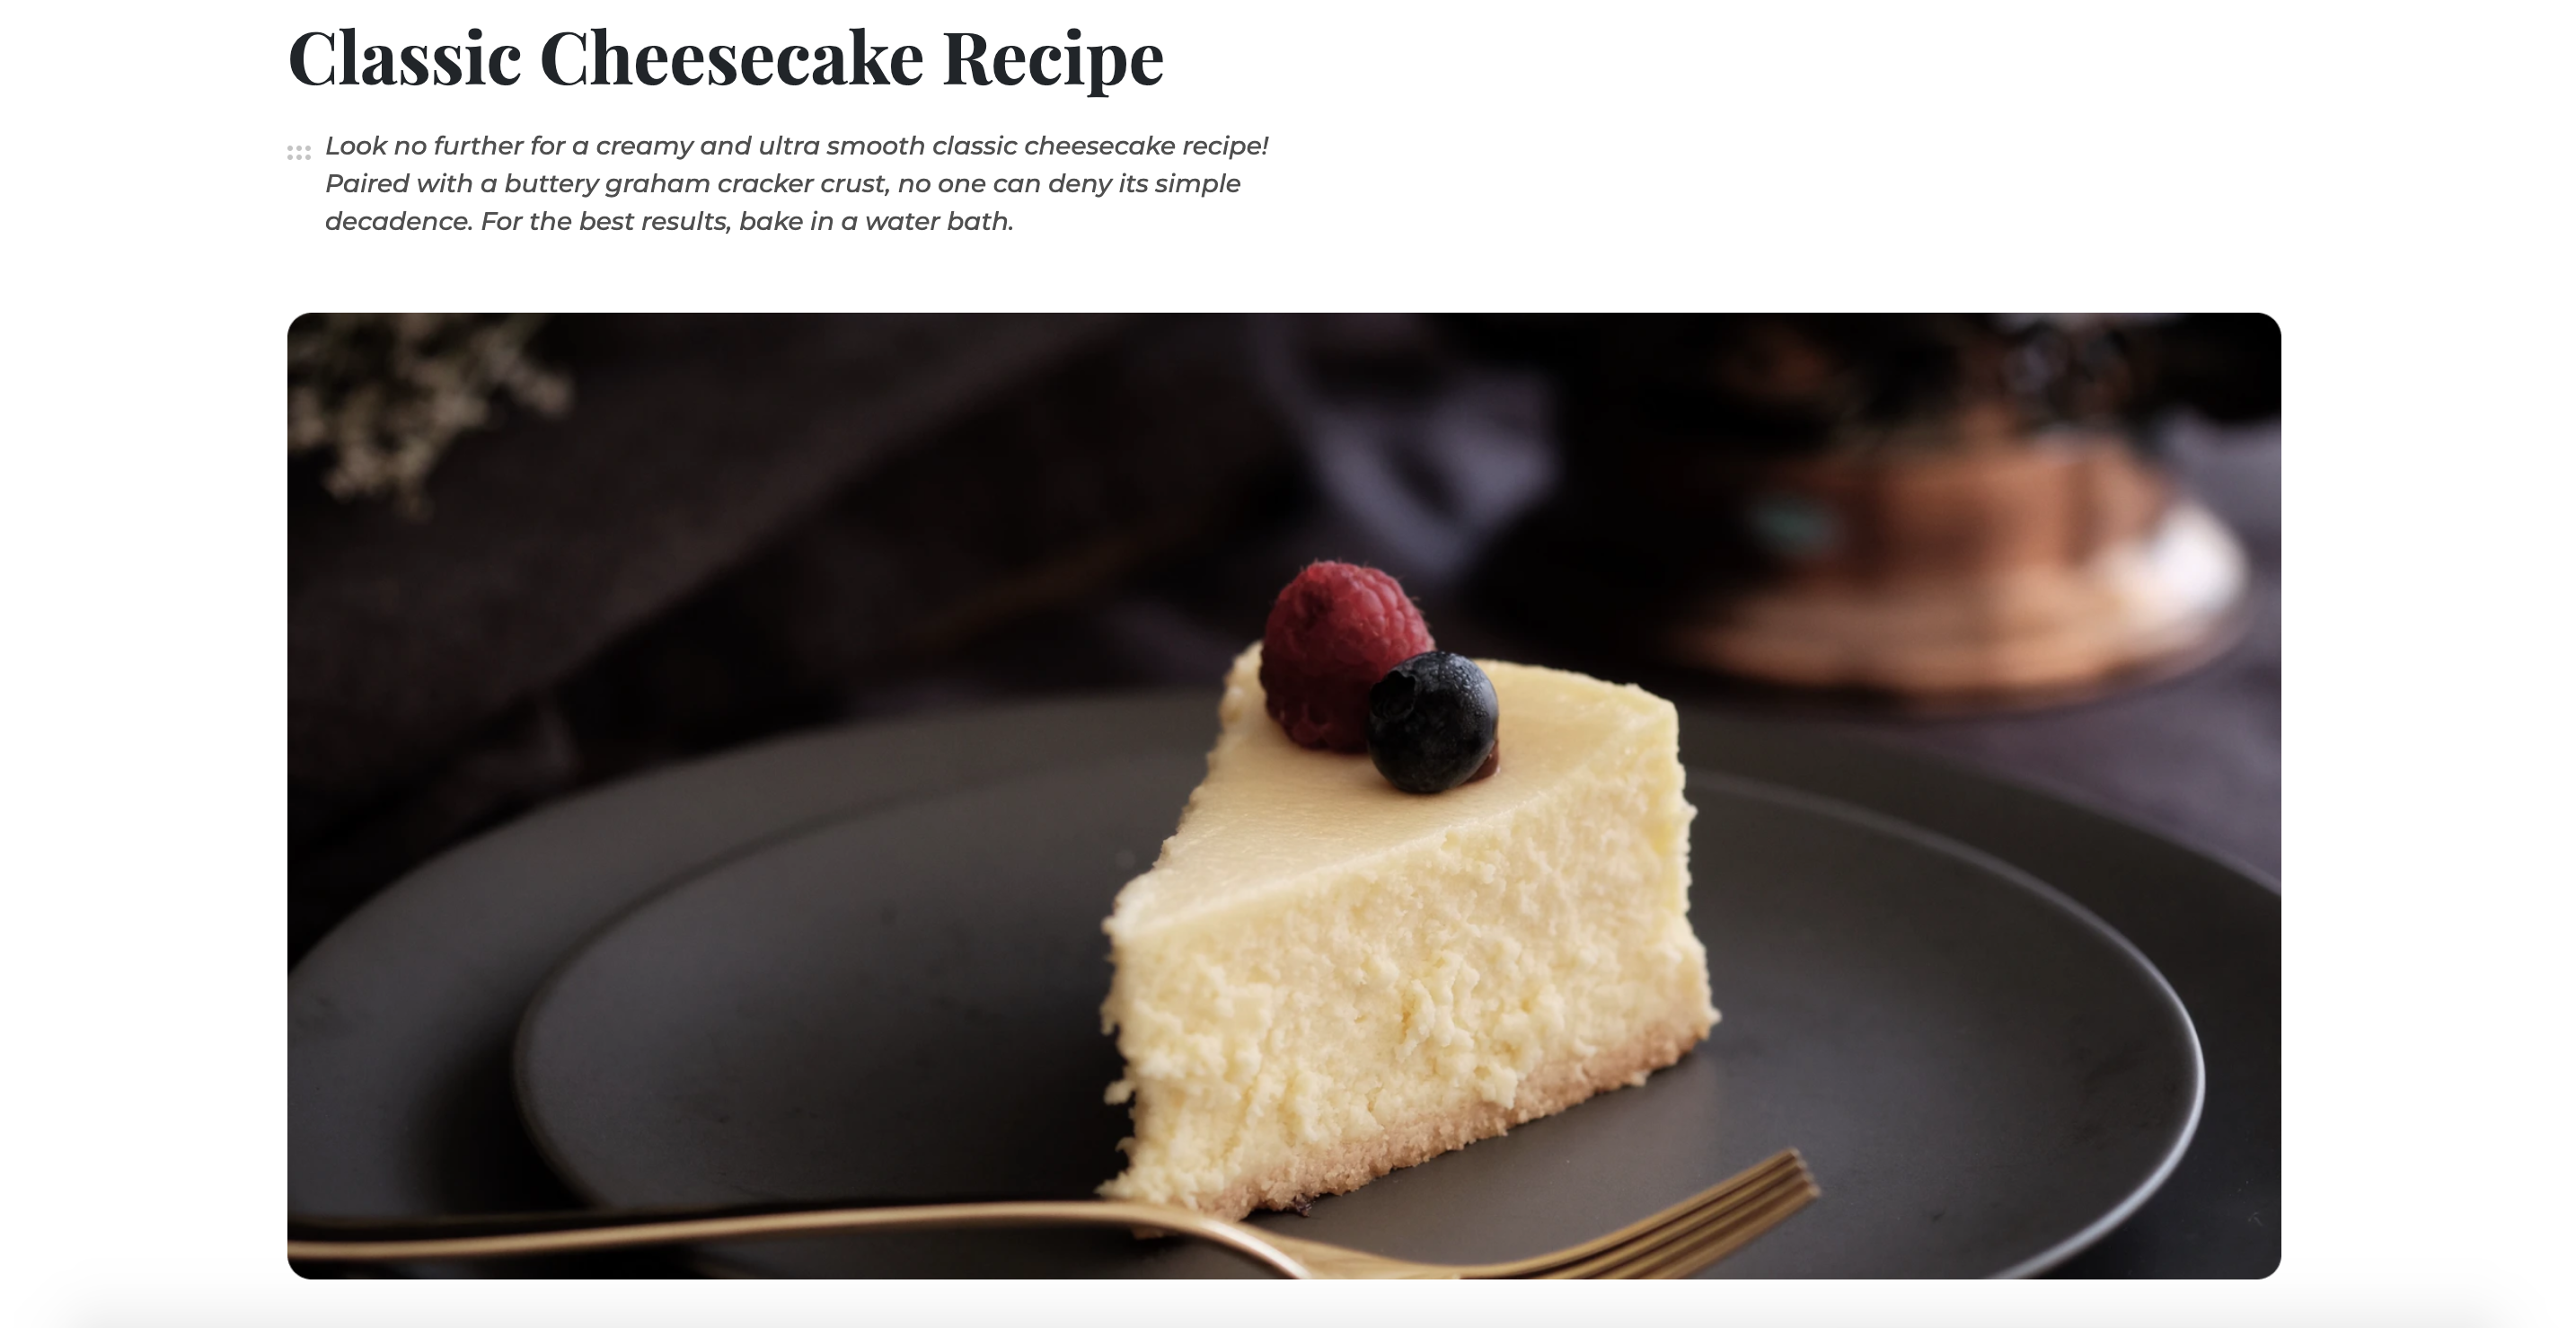 Classic Cheesecake Recipe
Look no further for a creamy and ultra smooth classic cheesecake recipe!
Paired with a buttery graham cracker crust, no one can deny its simple
decadence. For the best results, bake in a water bath.